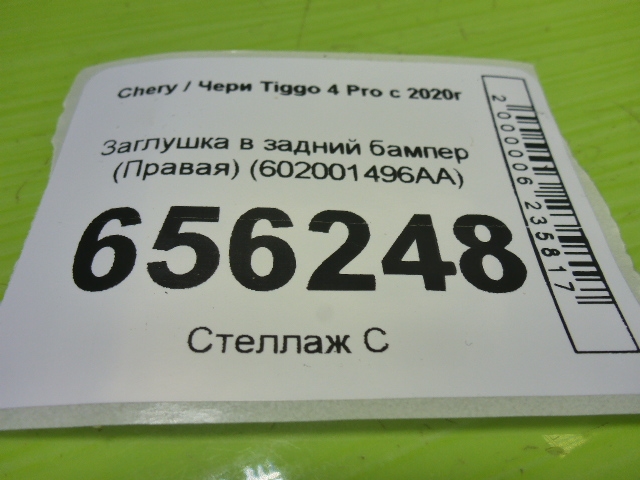 Chery / Чери Tiggo 4 Pro с 2020г
Заглушка в задний бампер
(Правая) (602001496AA)
656248
Стеллаж С
2000006235817